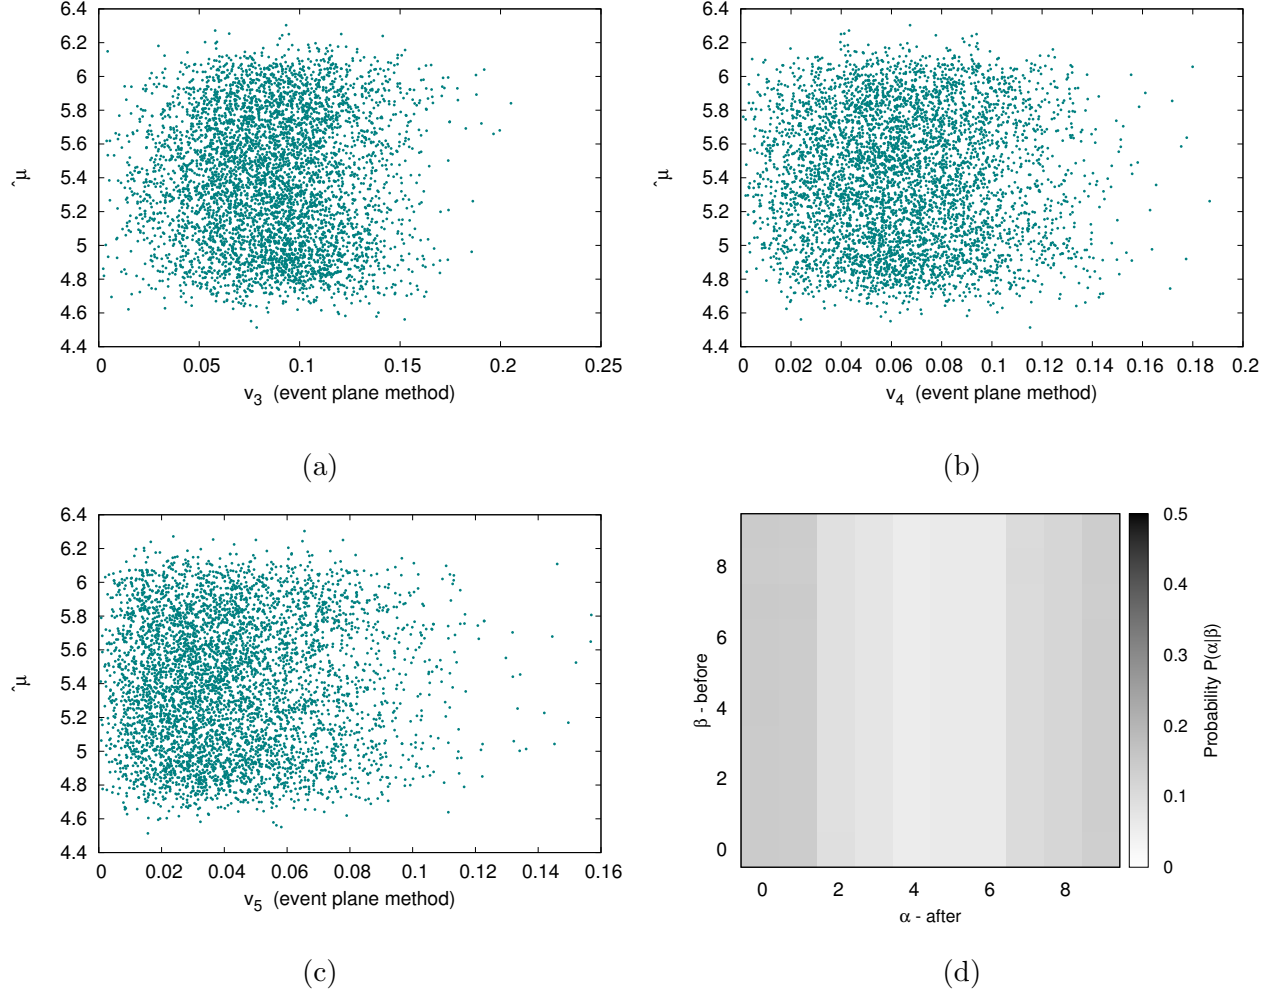 6.4
6.2
6
5.8
5.6
5.4
5.2
5
4.8
4.6
4.4
^μ
0 0.05 0.1 0.15 0.2 0.25
v3 (event plane method)
(a)
6.4
6.2
6
5.8
5.6
5.4
5.2
5
4.8
4.6
4.4
^μ
0 0.02 0.04 0.06 0.08 0.1 0.12 0.14 0.16 0.18 0.2
v4 (event plane method)
(b)
6.4
6.2
6
5.8
5.6
5.4
5.2
5
4.8
4.6
4.4
^μ
0 0.02 0.04 0.06 0.08 0.1 0.12 0.14 0.16
v5 (event plane method)
(c)
8
6
4
2
0
β - before
0 2 4 6 8
α - after
0.5
0.4
0.3
0.2
0.1
0
Probability P(α|β)
(d)